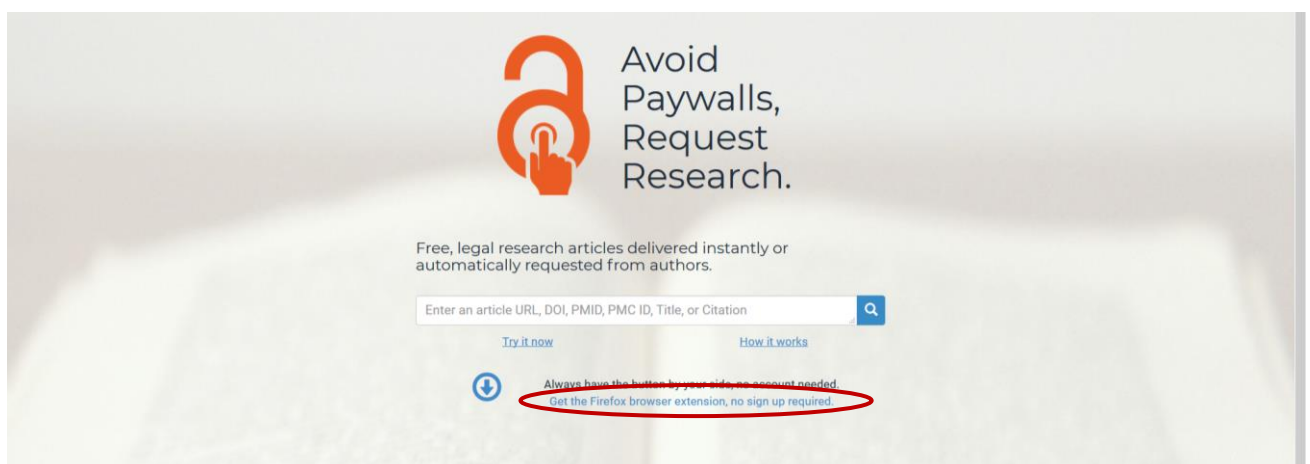 Avoid
Paywalls,
Request
Research.
Free, legal research articles delivered instantly or
automatically requested from authors.
Enter an article URL, DOI, PMID, PMC ID, Title, or Citation
Try it now
How it works
Always have the button by your side, no account needed.
Get the Firefox browser extension, no sign up required.